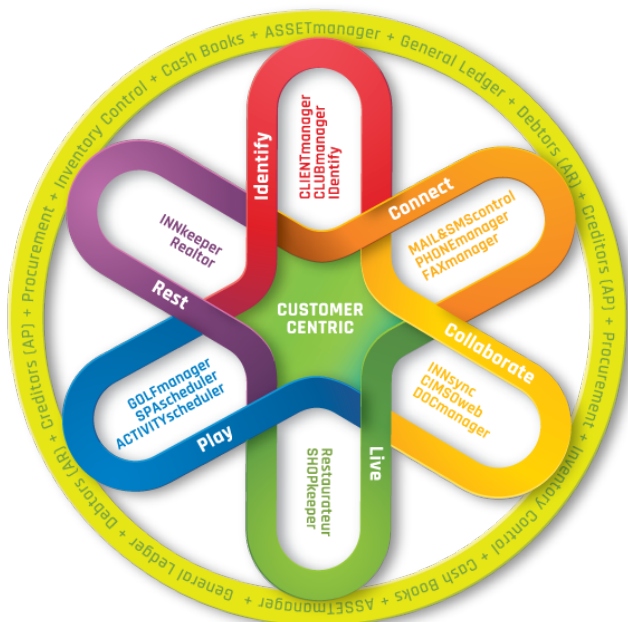 Procurement + Inventory Control + Cash Books + ASSETmanager + General Ledger + Debtors (AR) + Creditors (AP) +
Procurement + Inventory Control + Cash Books + ASSETmanager + General Ledger + Debtors (AR) + Creditors (AP) +
Identify
CLIENTmanager
CLUBmanager
IDentify
Connect
MAIL&SMScontrol
PHONEmanager
FAXmanager
Collaborate
INNsync
CIMSOweb
DOCmanager
Live
Restaurateur
SHOPkeeper
Play
GOLFmanager
SPAscheduler
ACTiViTYscheduler
Rest
INNkeeper
Realtor
CUSTOMER
CENTRIC